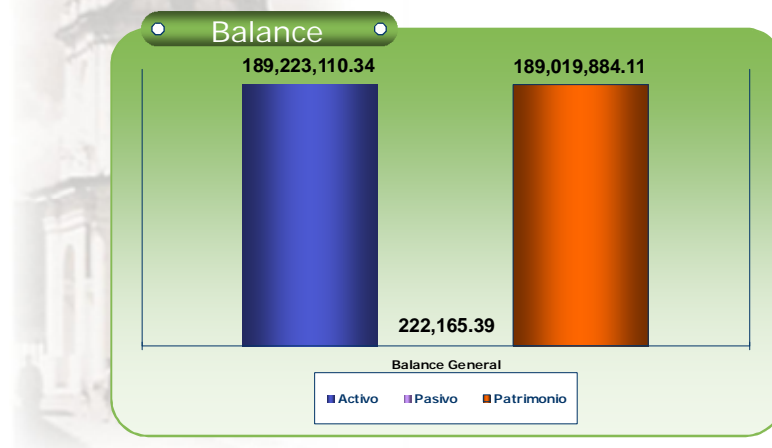 Balance
189,223,110.34 189,019,884.11
222,165.39
Balance General
Activo Pasivo Patrimonio